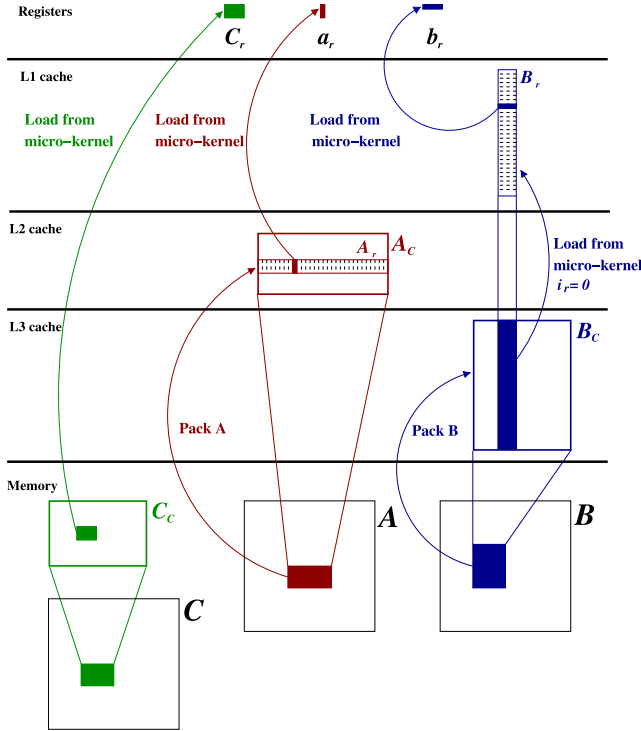 Registers
C_r
a_r
b_r
L1 cache
B_r
Load from
micro−kernel
Load from
micro−kernel
Load from
micro−kernel
L2 cache
A_r
A_C
Load from
micro−kernel
i_r=0
L3 cache
B_C
Pack A
Pack B
Memory
C_C
A
B
C